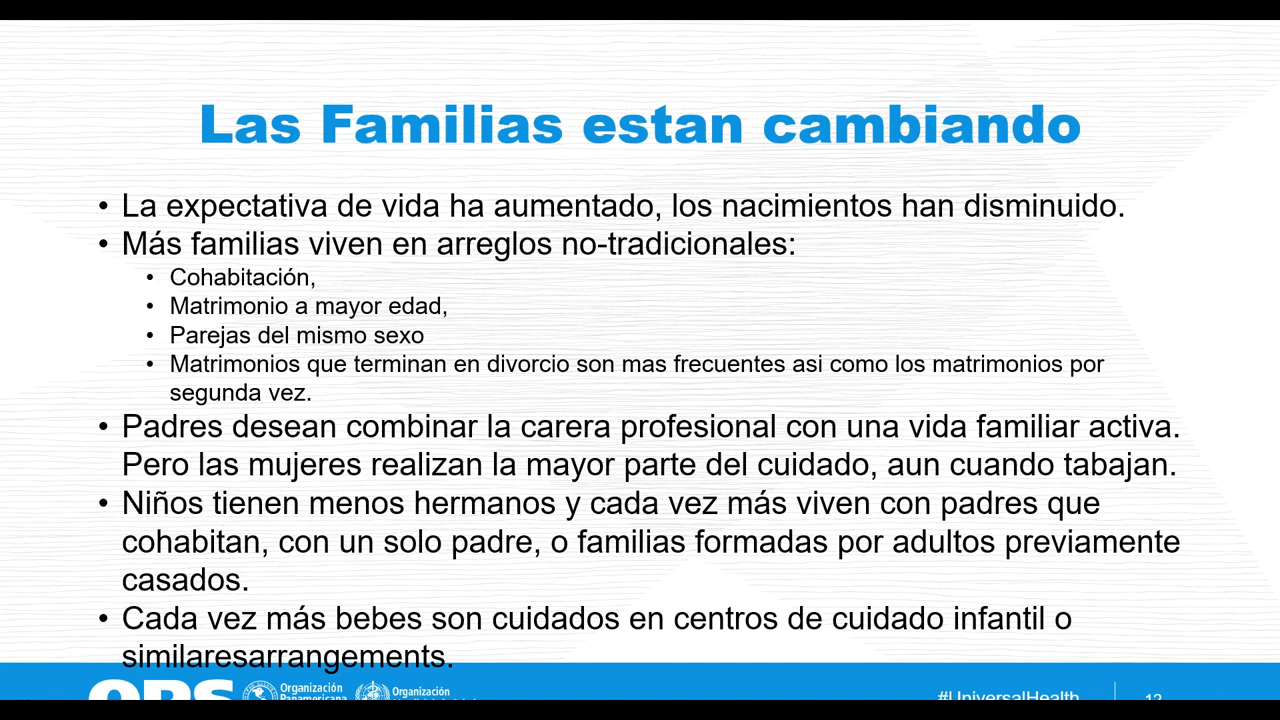 Las Familias estan cambiando
• La expectativa de vida ha aumentado, los nacimientos han disminuido.
• Más familias viven en arreglos no-tradicionales:
• Cohabitación,
• Matrimonio a mayor edad,
• Parejas del mismo sexo
• Matrimonios que terminan en divorcio son mas frecuentes asi como los matrimonios por
segunda vez.
• Padres desean combinar la carera profesional con una vida familiar activa.
Pero las mujeres realizan la mayor parte del cuidado, aun cuando tabajan.
• Niños tienen menos hermanos y cada vez más viven con padres que
cohabitan, con un solo padre, o familias formadas por adultos previamente
casados.
• Cada vez más bebes son cuidados en centros de cuidado infantil o
similaresarrangements.
OPS
Organización
Panamericana
Organización
#UniversalHealth
12